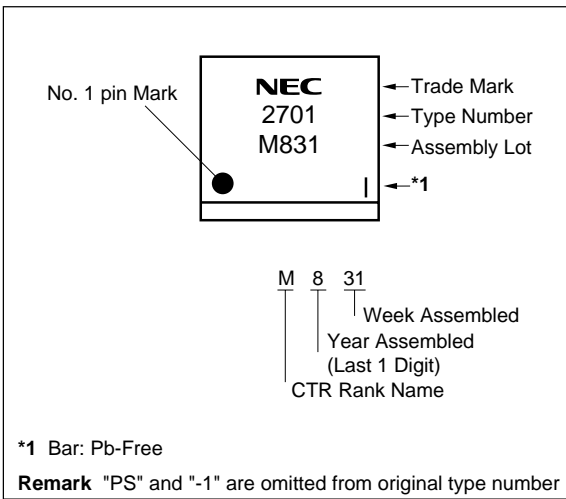 No. 1 pin Mark
NEC
2701
M831
Trade Mark
Type Number
Assembly Lot
*1
M 8 31
Week Assembled
Year Assembled
(Last 1 Digit)
CTR Rank Name
*1 Bar: Pb-Free
Remark "PS" and "-1" are omitted from original type number